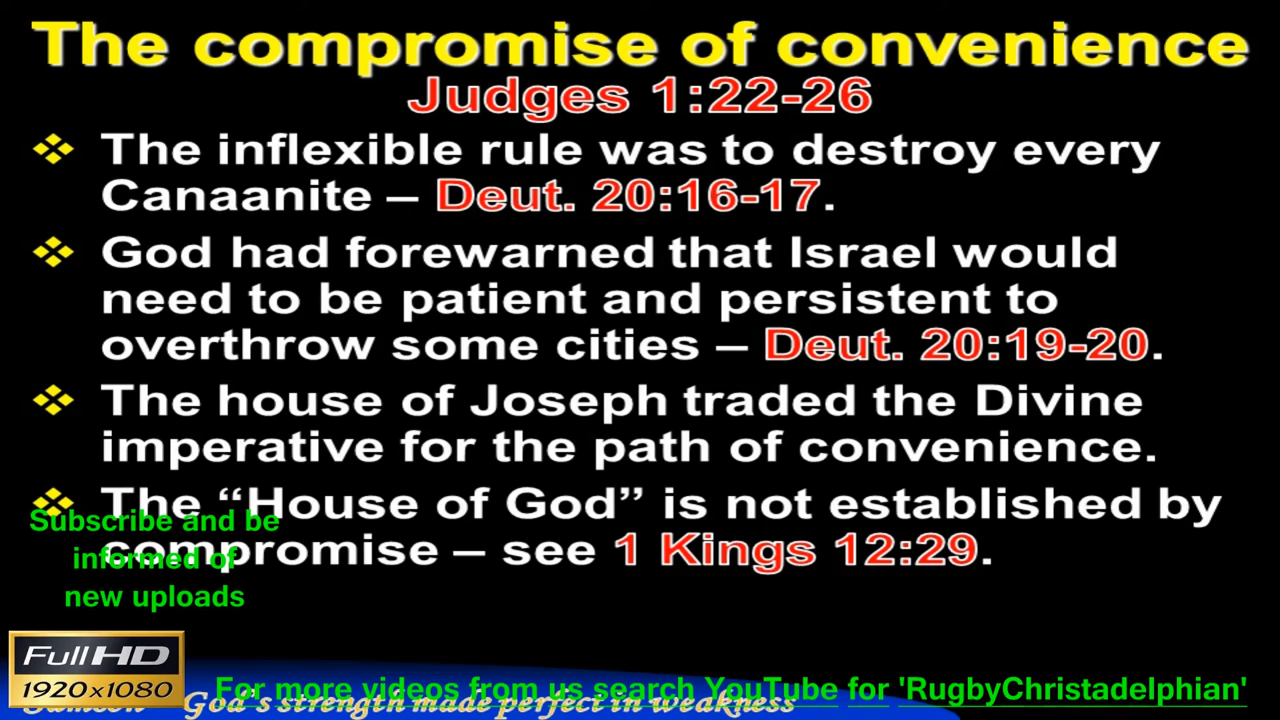 The compromise of convenience
Judges 1:22-26
❖ The inflexible rule was to destroy every
Canaanite – Deut. 20:16-17.
❖ God had forewarned that Israel would
need to be patient and persistent to
overthrow some cities – Deut. 20:19-20.
❖ The house of Joseph traded the Divine
imperative for the path of convenience.
❖ The “House of God” is not established by
compromise – see 1 Kings 12:29.
Subscribe and be
informed of
new uploads
Full HD
1920x1080
For more videos from us search YouTube for 'RugbyChristadelphian'
Samson – God's strength made perfect in weakness